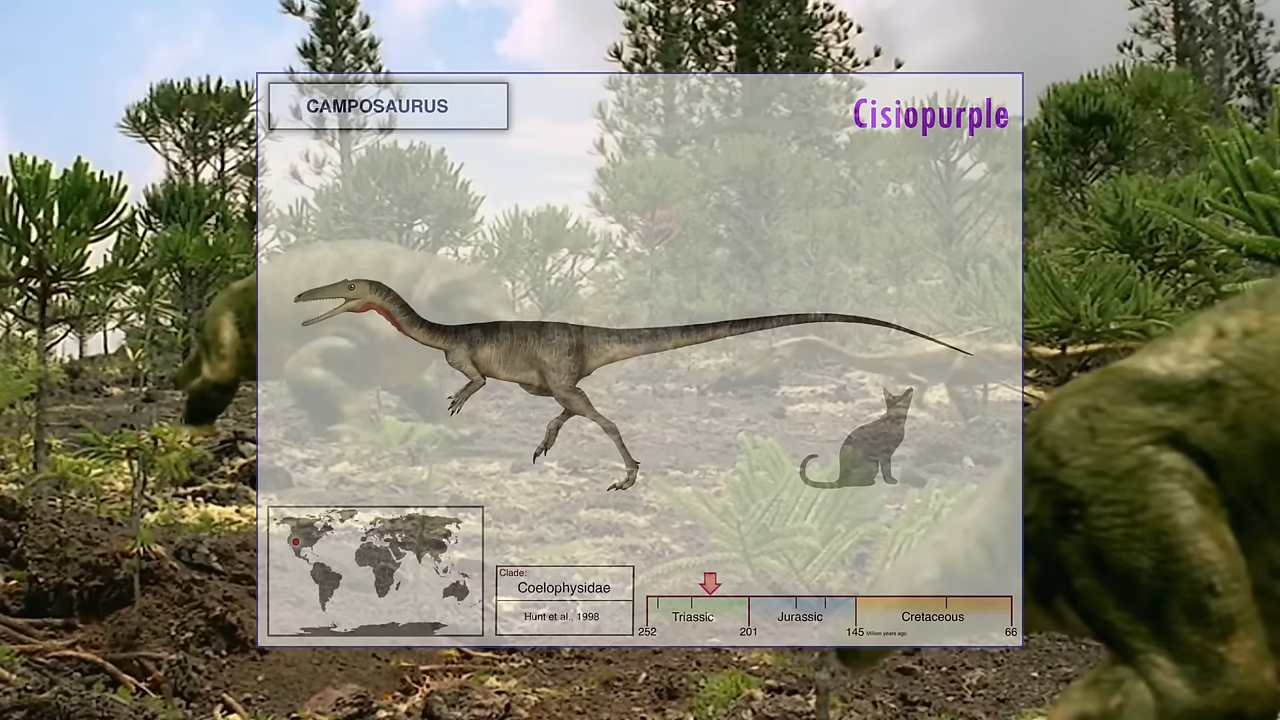 CAMPOSAURUS
Cisiopurple
Clade:
Coelophysidae
Hunt et al., 1998
Triassic
Jurassic
Cretaceous
252
201
145 Million years ago
66